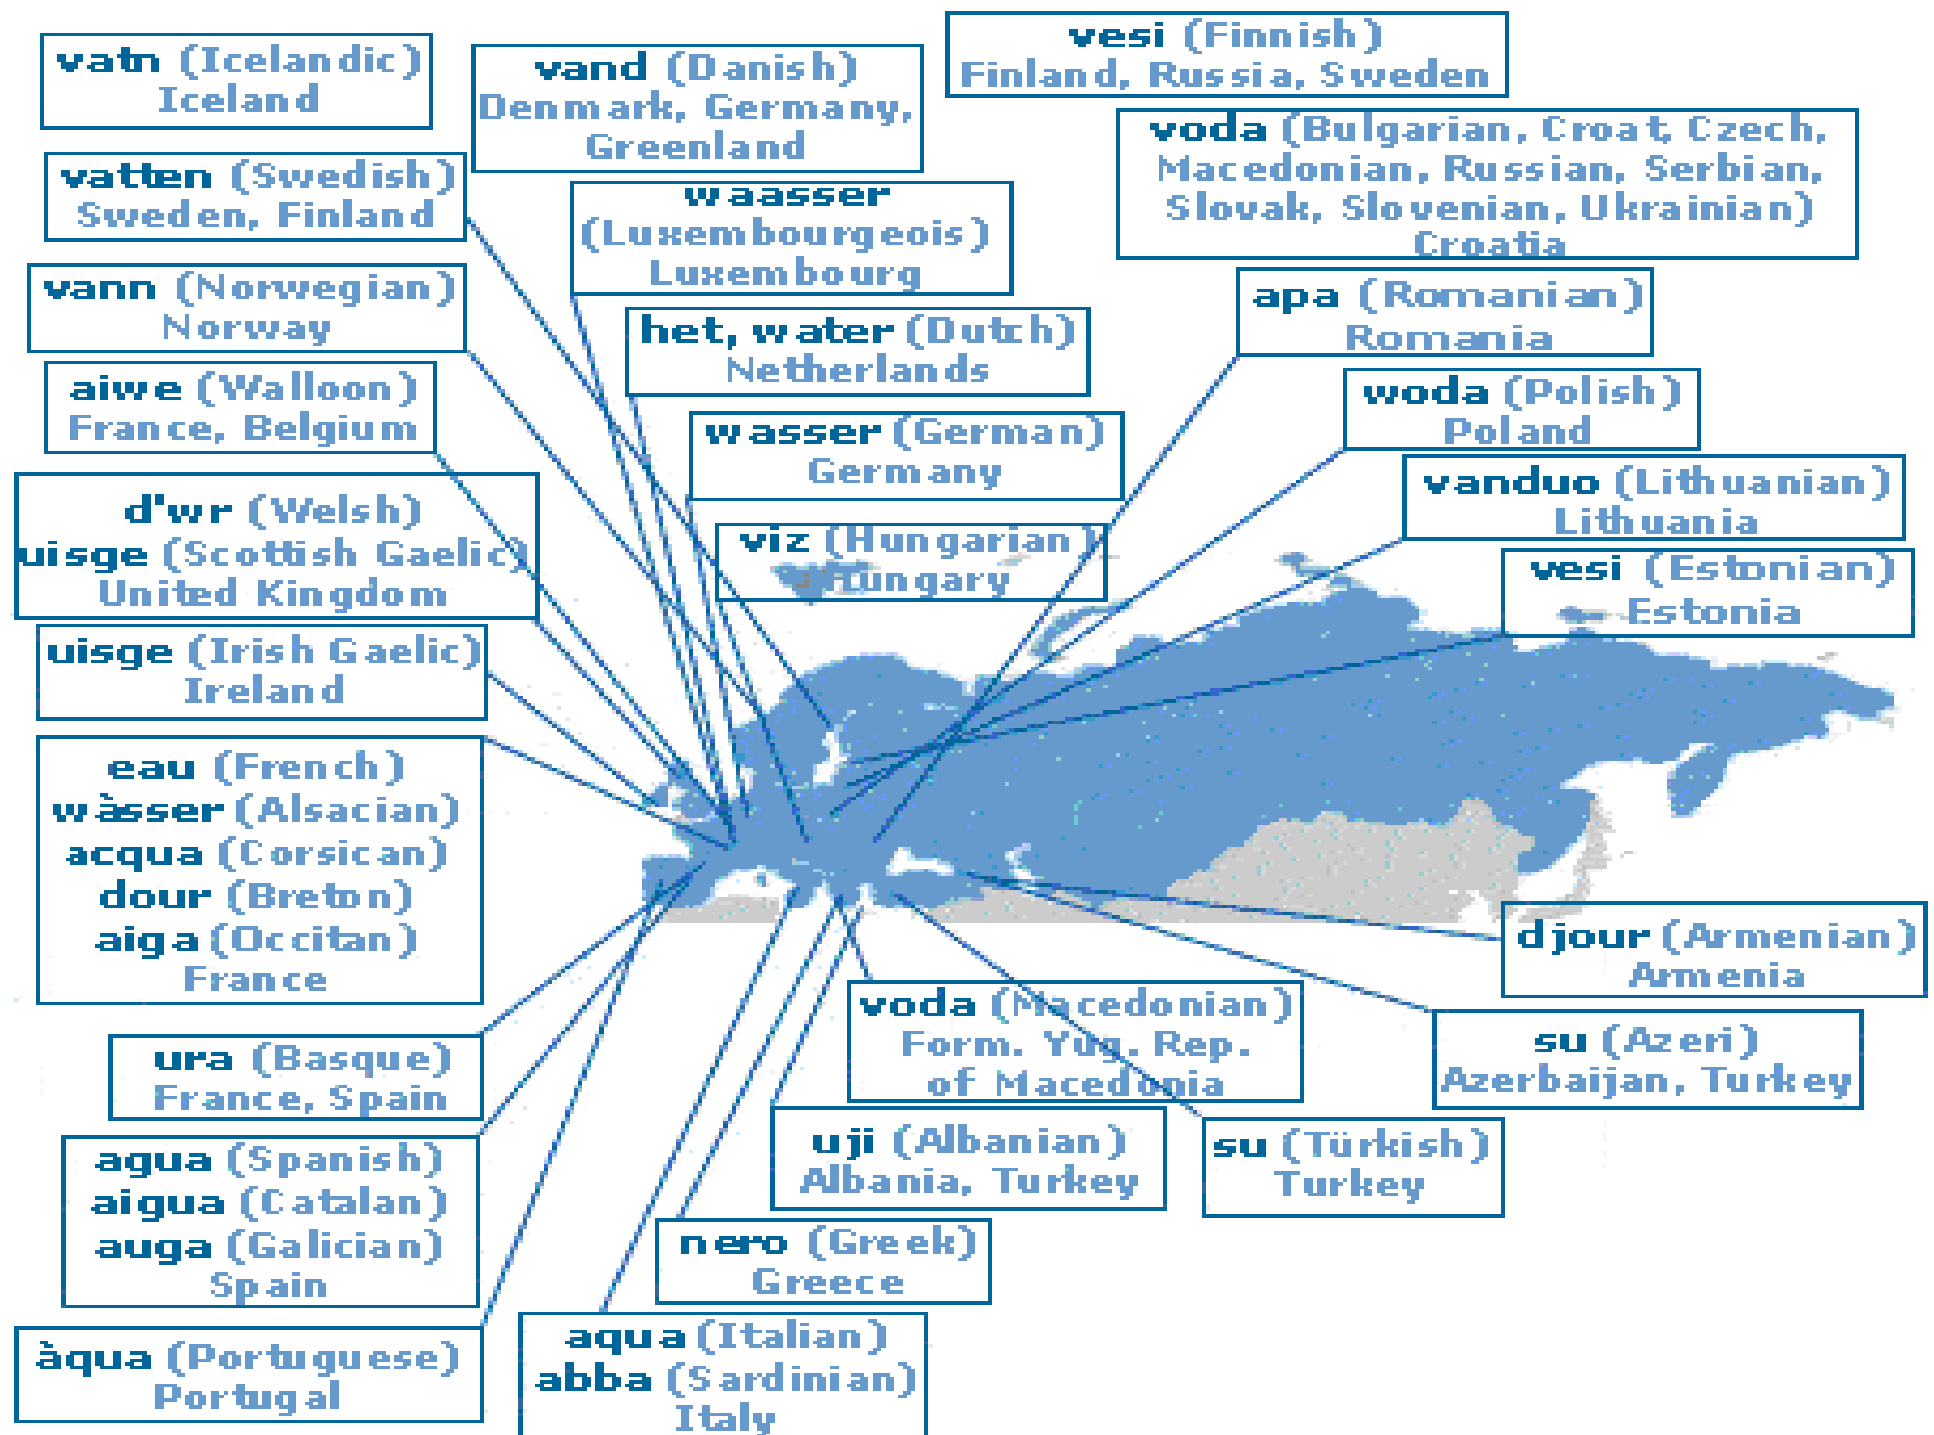 vatn (Icelandic)
Iceland
vand (Danish)
Denmark, Germany,
Greenland
vesi (Finnish)
Finland, Russia, Sweden
voda (Bulgarian, Croat, Czech,
Macedonian, Russian, Serbian,
Slovak, Slovenian, Ukrainian)
Croatia
vatten (Swedish)
Sweden, Finland
waasser
(Luxembourgeois)
Luxembourg
vann (Norwegian)
Norway
het, water (Dutch)
Netherlands
apa (Romanian)
Romania
aiwe (Walloon)
France, Belgium
wasser (German)
Germany
woda (Polish)
Poland
vanduo (Lithuanian)
Lithuania
d'wr (Welsh)
uisge (Scottish Gaelic)
United Kingdom
viz (Hungarian)
Hungary
vesi (Estonian)
Estonia
uisge (Irish Gaelic)
Ireland
eau (French)
wàsser (Alsacian)
acqua (Corsican)
dour (Breton)
aiga (Occitan)
France
djour (Armenian)
Armenia
voda (Macedonian)
Form. Yug. Rep.
of Macedonia
su (Azeri)
Azerbaijan, Turkey
ura (Basque)
France, Spain
uji (Albanian)
Albania, Turkey
su (Türkish)
Turkey
agua (Spanish)
aigua (Catalan)
auga (Galician)
Spain
nero (Greek)
Greece
àqua (Portuguese)
Portugal
aqua (Italian)
abba (Sardinian)
Italy